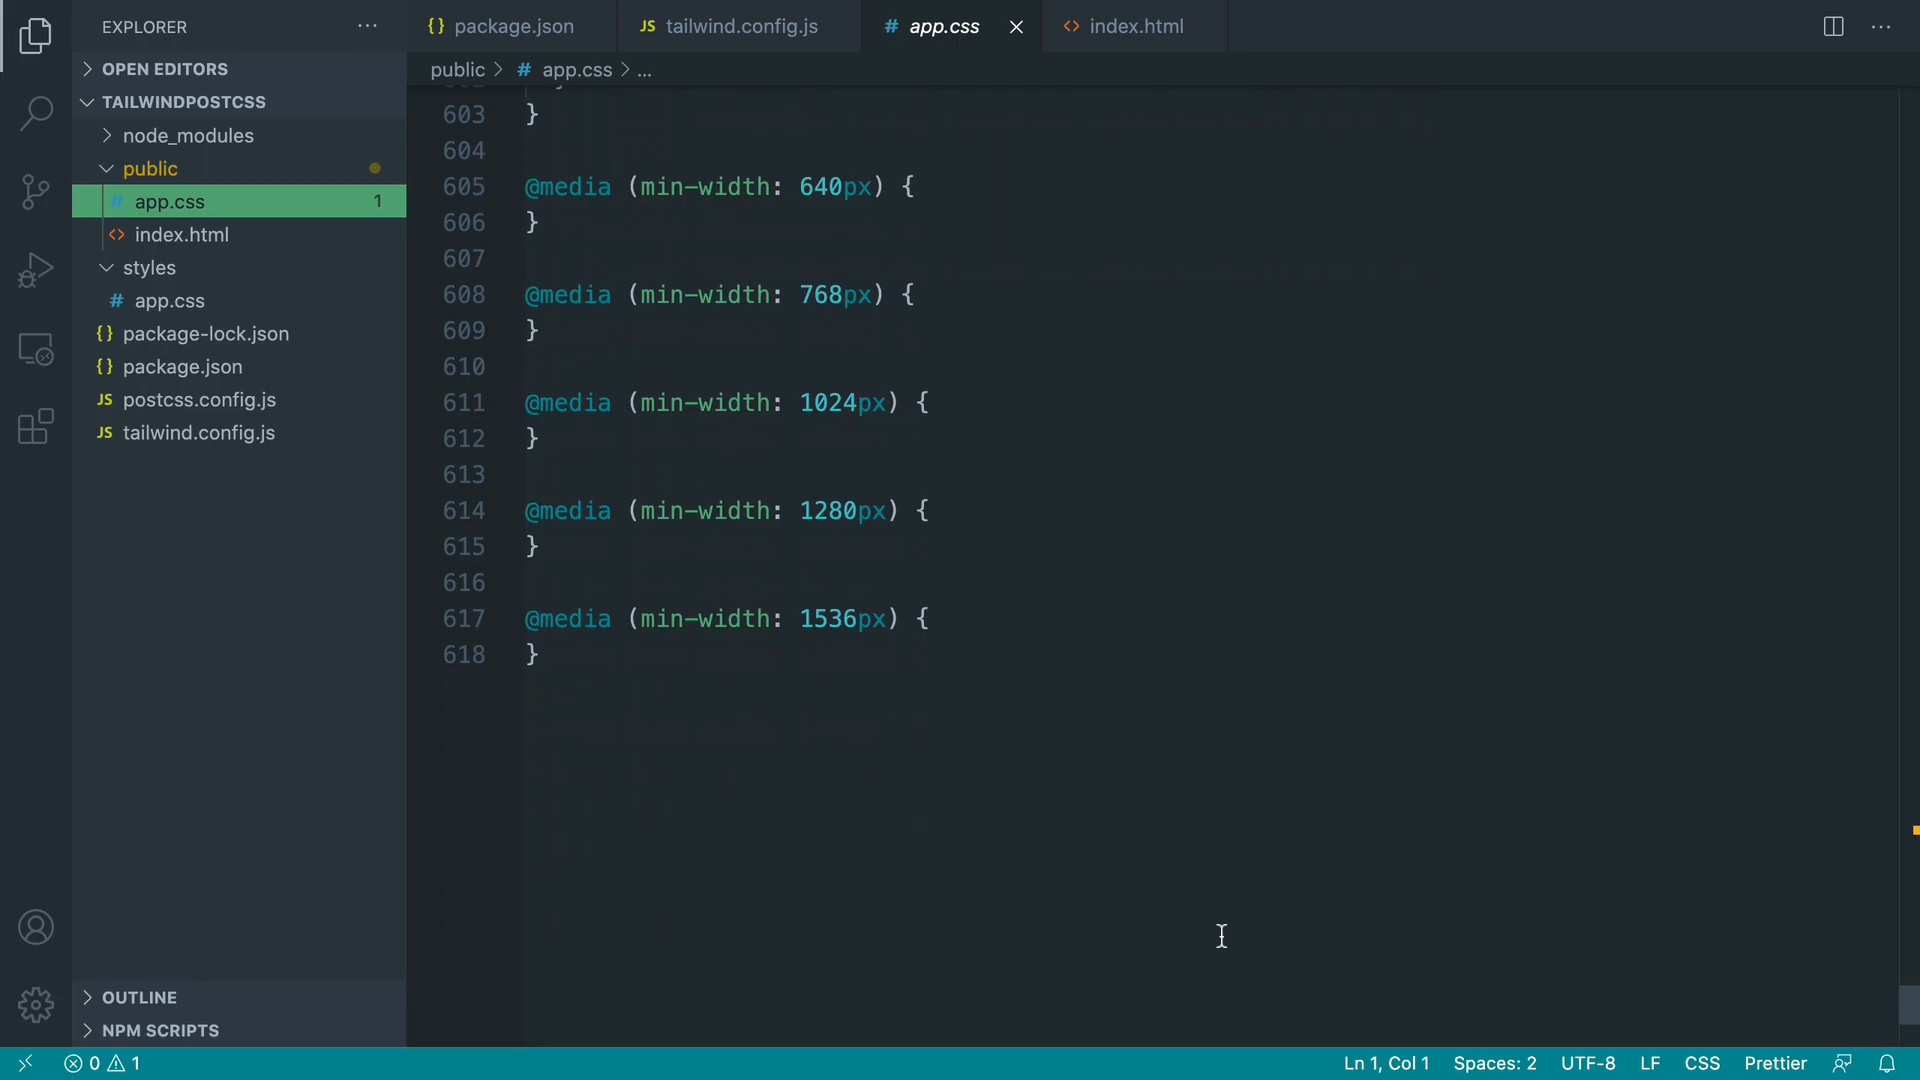 EXPLORER
OPEN EDITORS
TAILWINDPOSTCSS
node_modules
public
# app.css 1
<> index.html
styles
# app.css
{} package-lock.json
{} package.json
JS postcss.config.js
JS tailwind.config.js
OUTLINE
NPM SCRIPTS
{} package.json JS tailwind.config.js # app.css <> index.html
public > # app.css > ...
603 }
604
605 @media (min-width: 640px) {
606 }
607
608 @media (min-width: 768px) {
609 }
610
611 @media (min-width: 1024px) {
612 }
613
614 @media (min-width: 1280px) {
615 }
616
617 @media (min-width: 1536px) {
618 }
0 1 Ln 1, Col 1 Spaces: 2 UTF-8 LF CSS Prettier